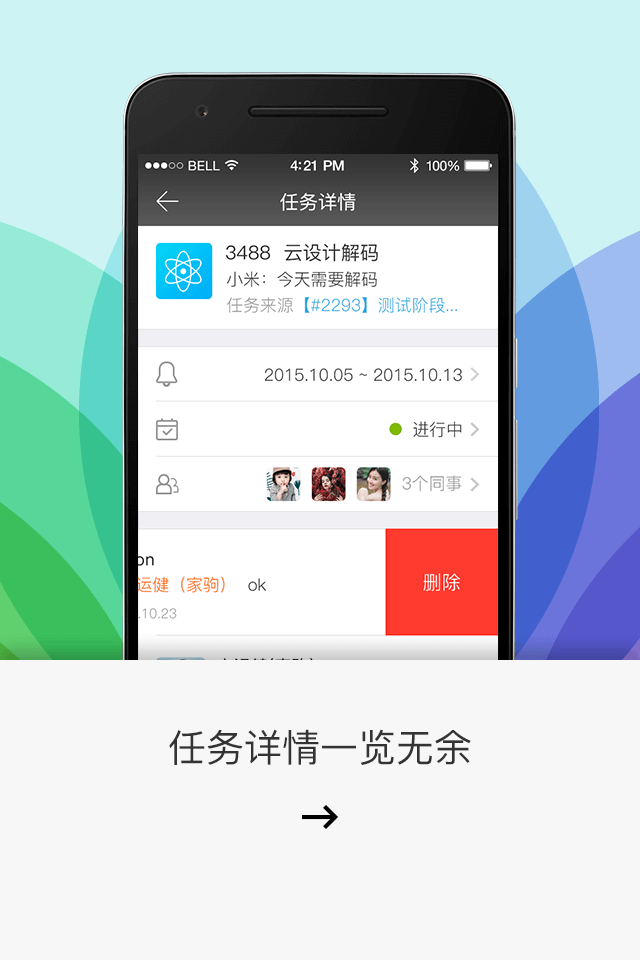 BELL 4:21 PM 100%
任务详情
3488 云设计解码
小米：今天需要解码
任务来源【#2293】测试阶段...
2015.10.05 ~ 2015.10.13
进行中
3个同事
on
运健（家驹） ok
.10.23
删除
任务详情一览无余